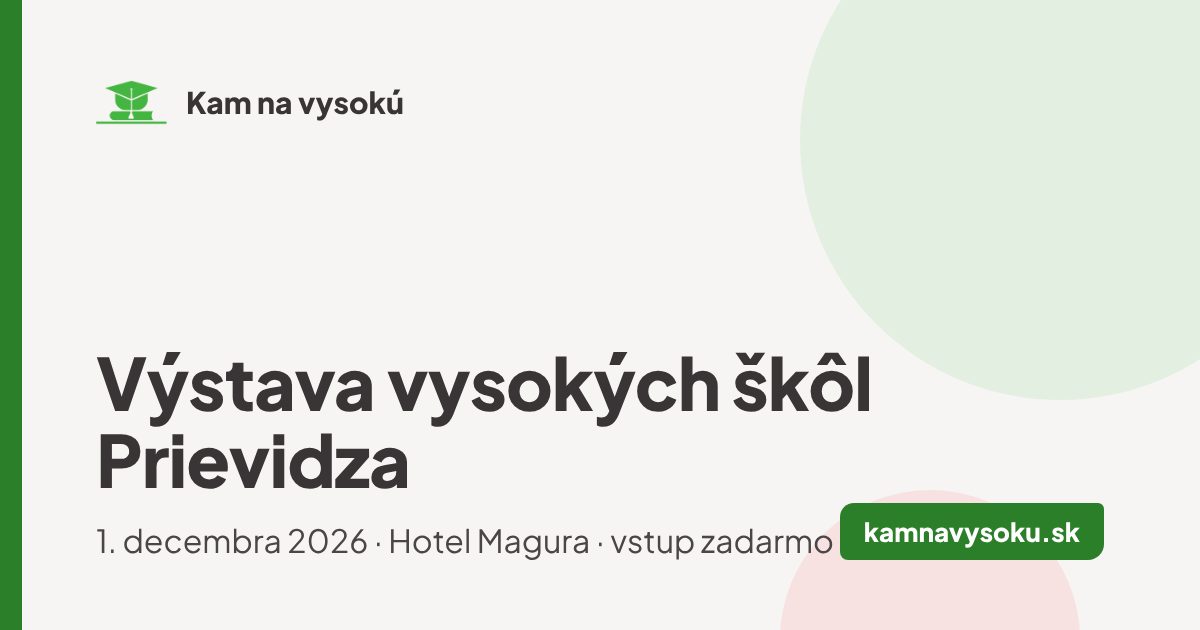 Kam na vysokú
Výstava vysokých škôl
Prievidza
1. decembra 2026 · Hotel Magura · vstup zadarmo
kamnavysoku.sk